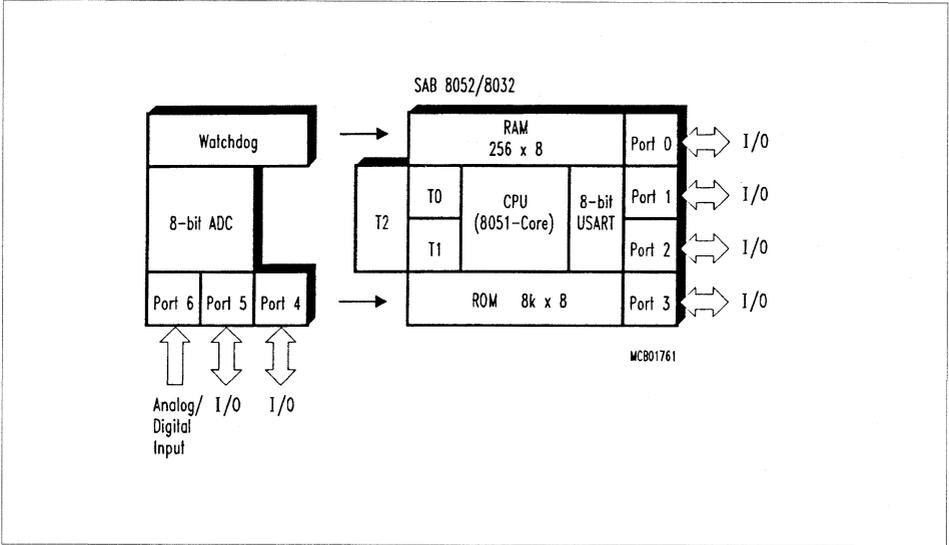 SAB 8052/8032
Watchdog
8-bit ADC
Port 6
Port 5
Port 4
Analog/
Digital
Input
I/O
I/O
T2
RAM
256 x 8
T0
T1
CPU
(8051-Core)
8-bit
USART
ROM 8k x 8
Port 0
I/O
Port 1
I/O
Port 2
I/O
Port 3
I/O
MCB01761